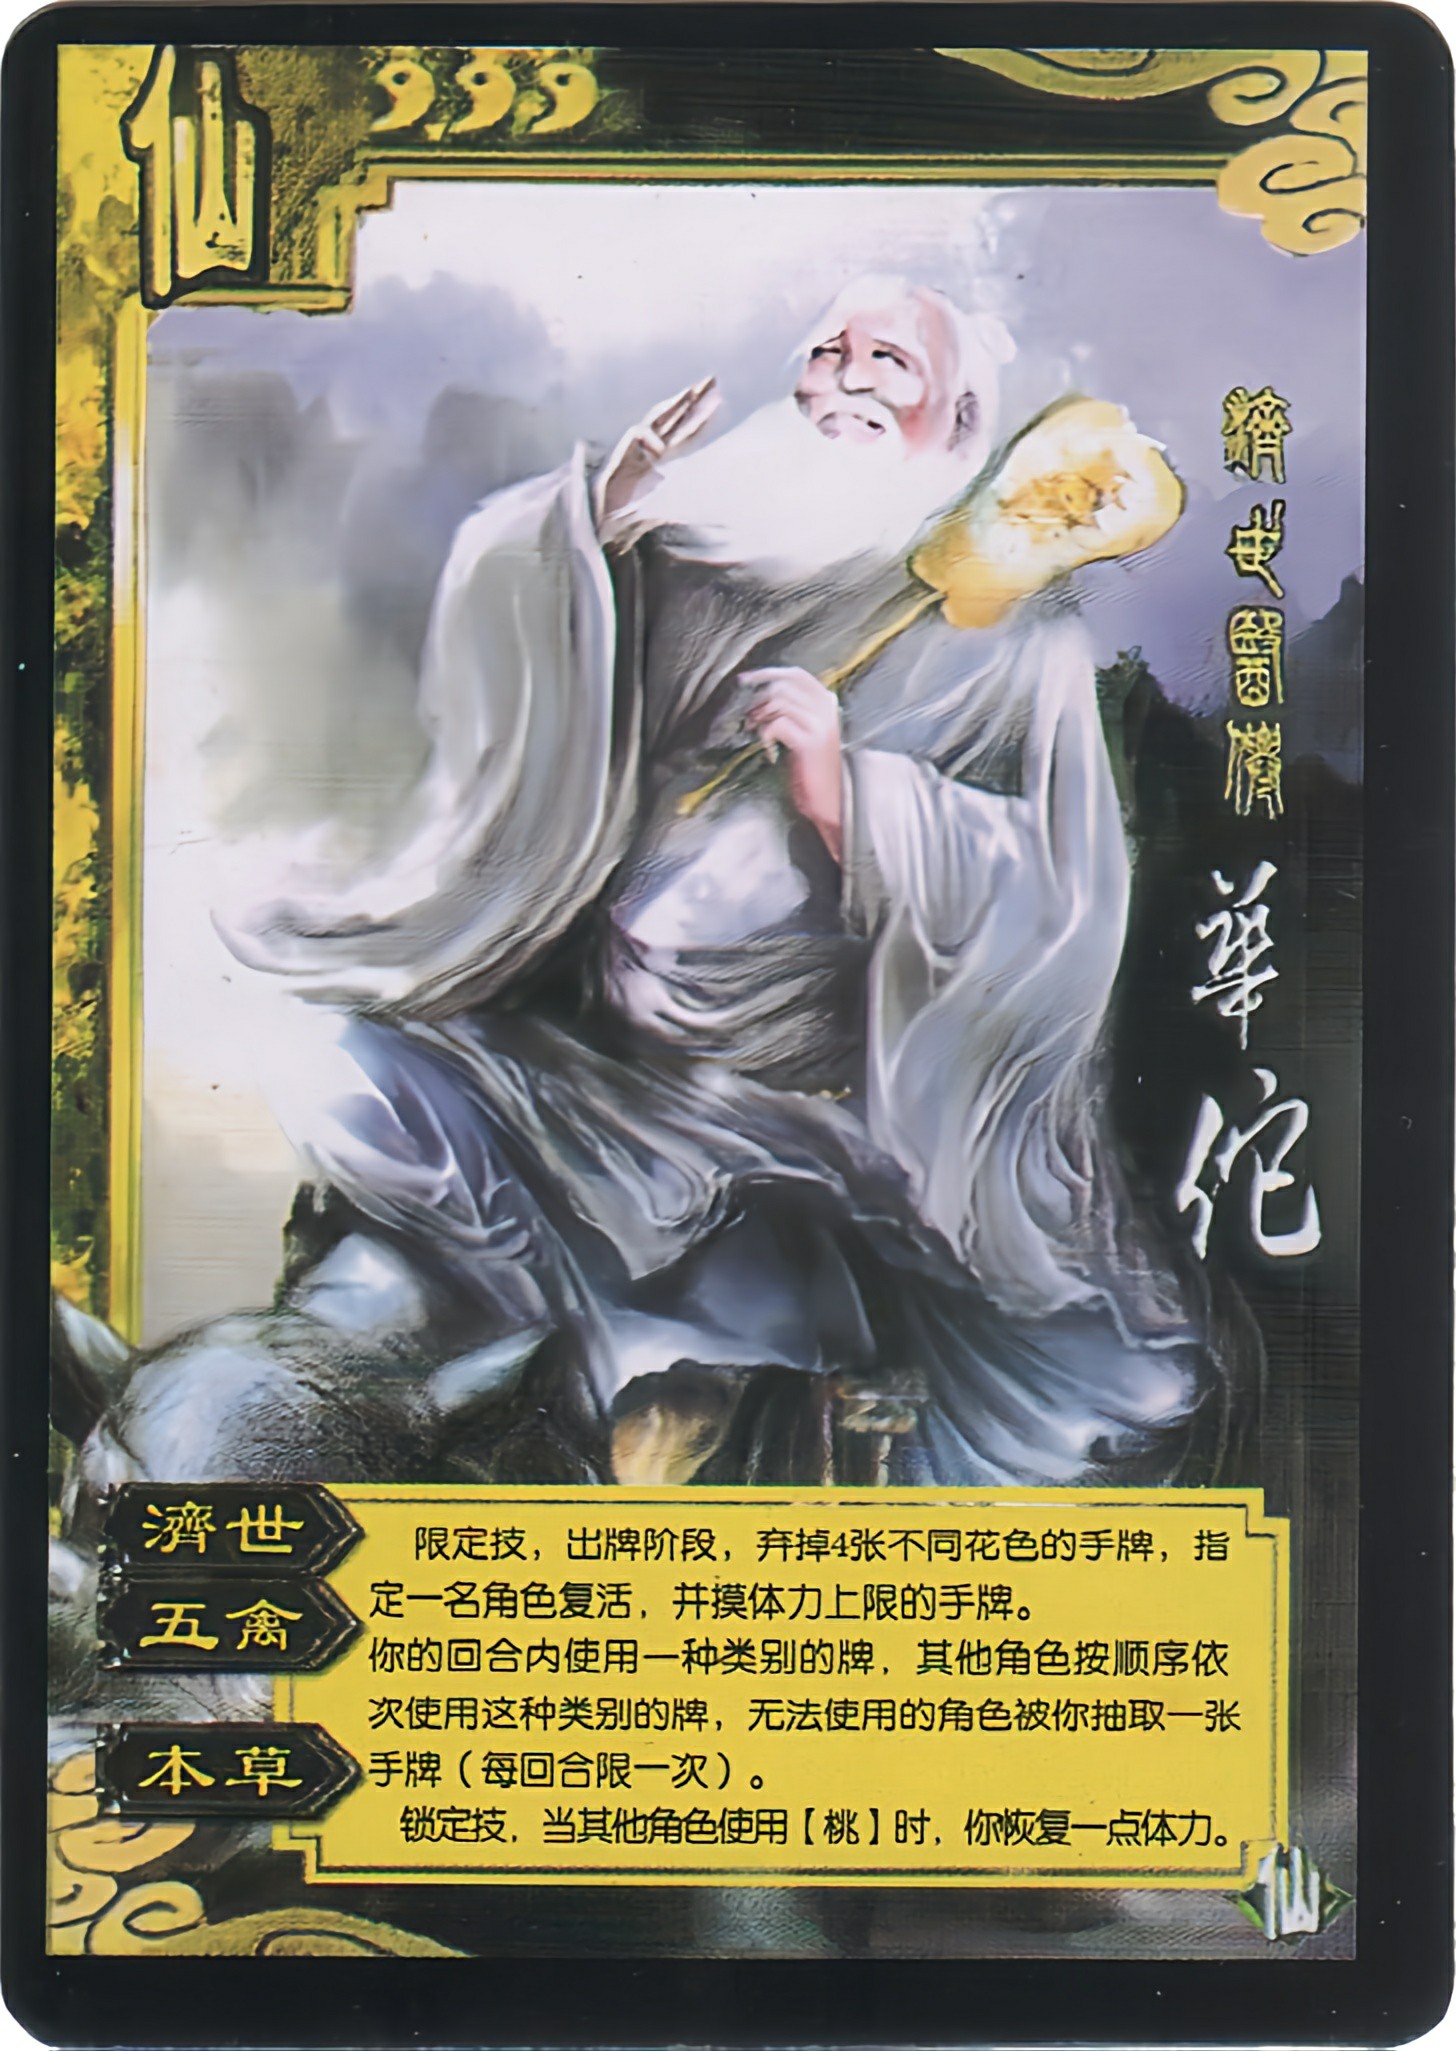 仙
濟世醫僊
華佗
濟世
限定技，出牌阶段，弃掉4张不同花色的手牌，指
定一名角色复活，并摸体力上限的手牌。
五禽
你的回合内使用一种类别的牌，其他角色按顺序依
次使用这种类别的牌，无法使用的角色被你抽取一张
手牌（每回合限一次）。
本草
锁定技，当其他角色使用【桃】时，你恢复一点体力。
仙